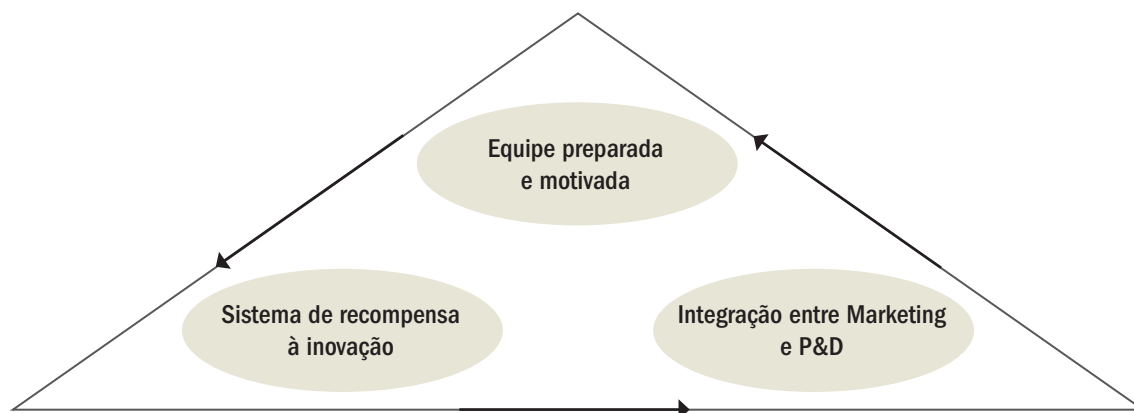 Equipe preparada
e motivada
Sistema de recompensa
à inovação
Integração entre Marketing
e P&D